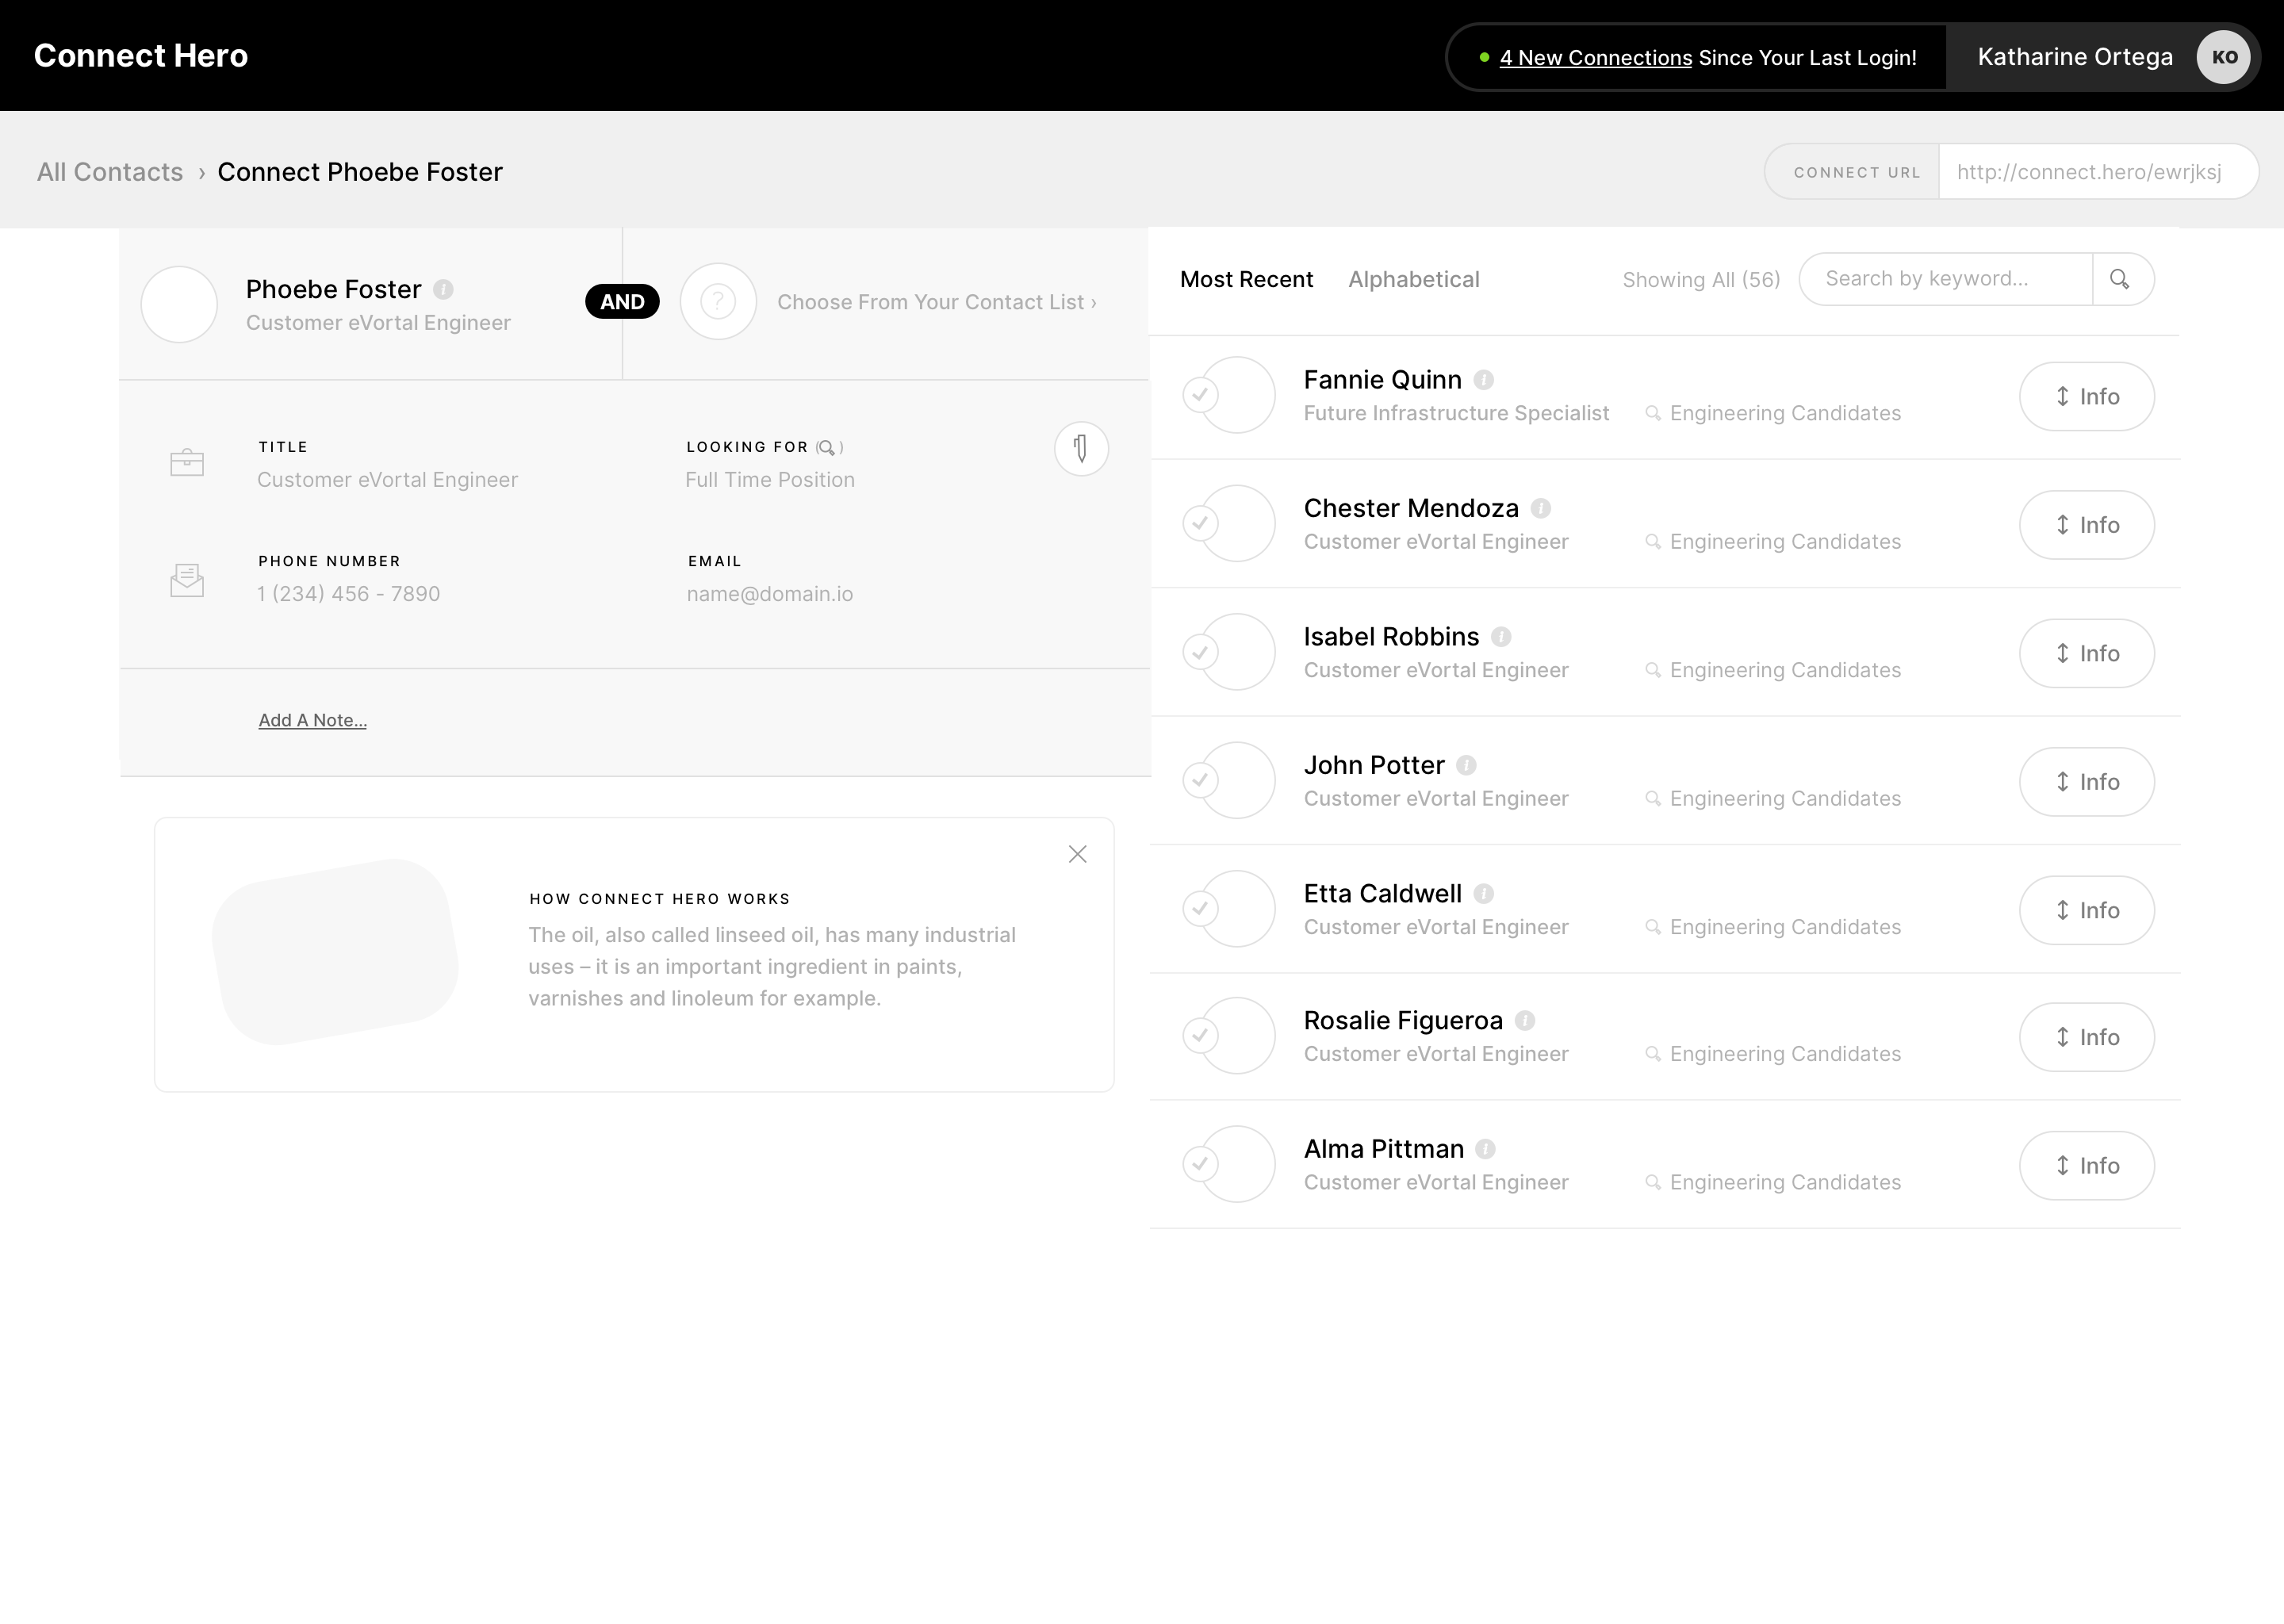 Connect Hero
4 New Connections Since Your Last Login!
Katharine Ortega
KO
All Contacts › Connect Phoebe Foster
CONNECT URL
http://connect.hero/ewrjksj
Phoebe Foster i
Customer eVortal Engineer
AND
?
Choose From Your Contact List ›
TITLE
Customer eVortal Engineer
LOOKING FOR ( )
Full Time Position
PHONE NUMBER
1 (234) 456 - 7890
EMAIL
name@domain.io
Add A Note...
HOW CONNECT HERO WORKS
The oil, also called linseed oil, has many industrial
uses – it is an important ingredient in paints,
varnishes and linoleum for example.
Most Recent
Alphabetical
Showing All (56)
Search by keyword...
Fannie Quinn i
Future Infrastructure Specialist
Engineering Candidates
Info
Chester Mendoza i
Customer eVortal Engineer
Engineering Candidates
Info
Isabel Robbins i
Customer eVortal Engineer
Engineering Candidates
Info
John Potter i
Customer eVortal Engineer
Engineering Candidates
Info
Etta Caldwell i
Customer eVortal Engineer
Engineering Candidates
Info
Rosalie Figueroa i
Customer eVortal Engineer
Engineering Candidates
Info
Alma Pittman i
Customer eVortal Engineer
Engineering Candidates
Info